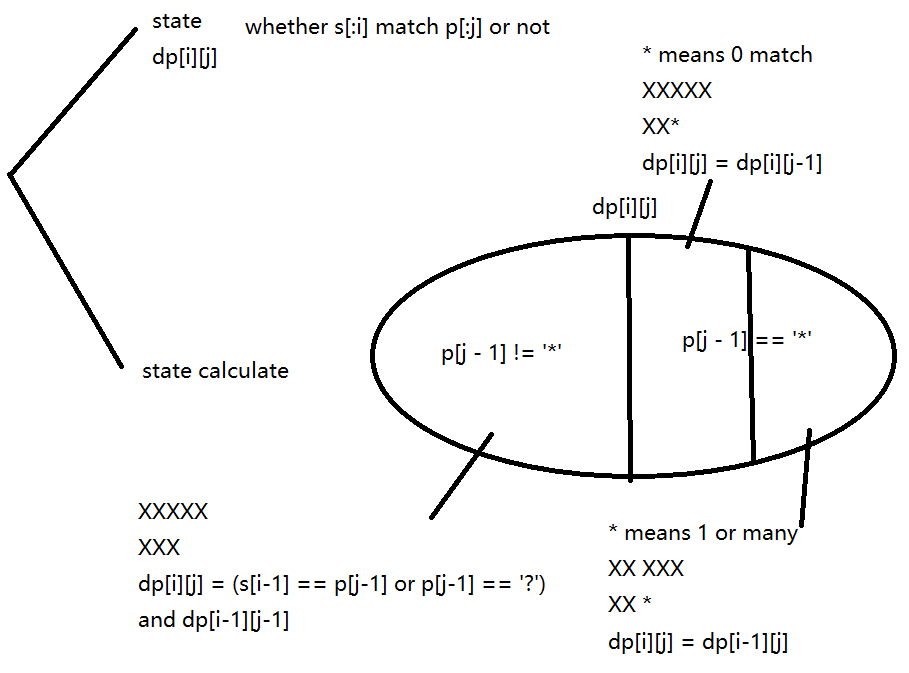 state
whether s[:i] match p[:j] or not
dp[i][j]
* means 0 match
XXXXX
XX*
dp[i][j] = dp[i][j-1]
dp[i][j]
p[j - 1] != '*'
p[j - 1] == '*'
state calculate
XXXXX
XXX
dp[i][j] = (s[i-1] == p[j-1] or p[j-1] == '?')
and dp[i-1][j-1]
* means 1 or many
XX XXX
XX *
dp[i][j] = dp[i-1][j]